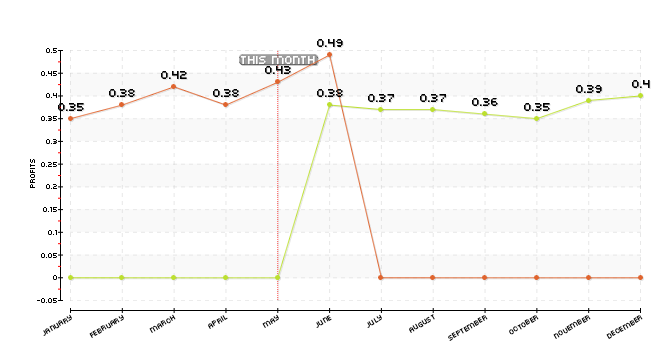 0.49
THIS MONTH
0.5
0.45
0.4
0.35
0.3
0.25
0.2
0.15
0.1
0.05
0
-0.05
PROFITS
0.35
0.38
0.42
0.38
0.43
0.38
0.37
0.37
0.36
0.35
0.39
0.4
JANUARY
FEBRUARY
MARCH
APRIL
MAY
JUNE
JULY
AUGUST
SEPTEMBER
OCTOBER
NOVEMBER
DECEMBER